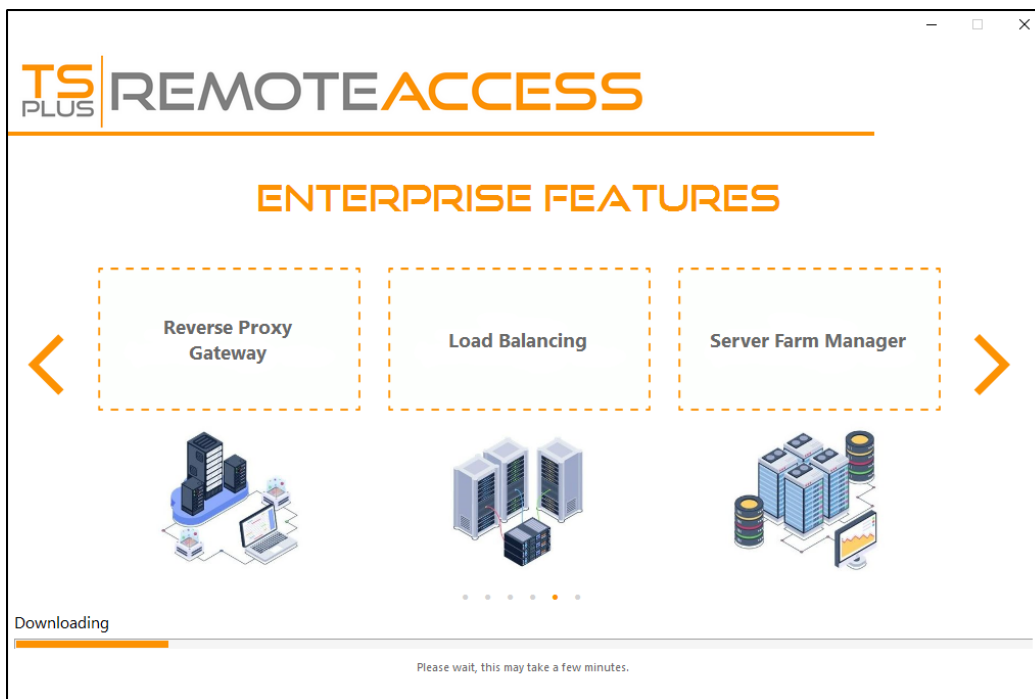 TS PLUS REMOTEACCESS
ENTERPRISE FEATURES
Reverse Proxy
Gateway
Load Balancing
Server Farm Manager
Downloading
Please wait, this may take a few minutes.